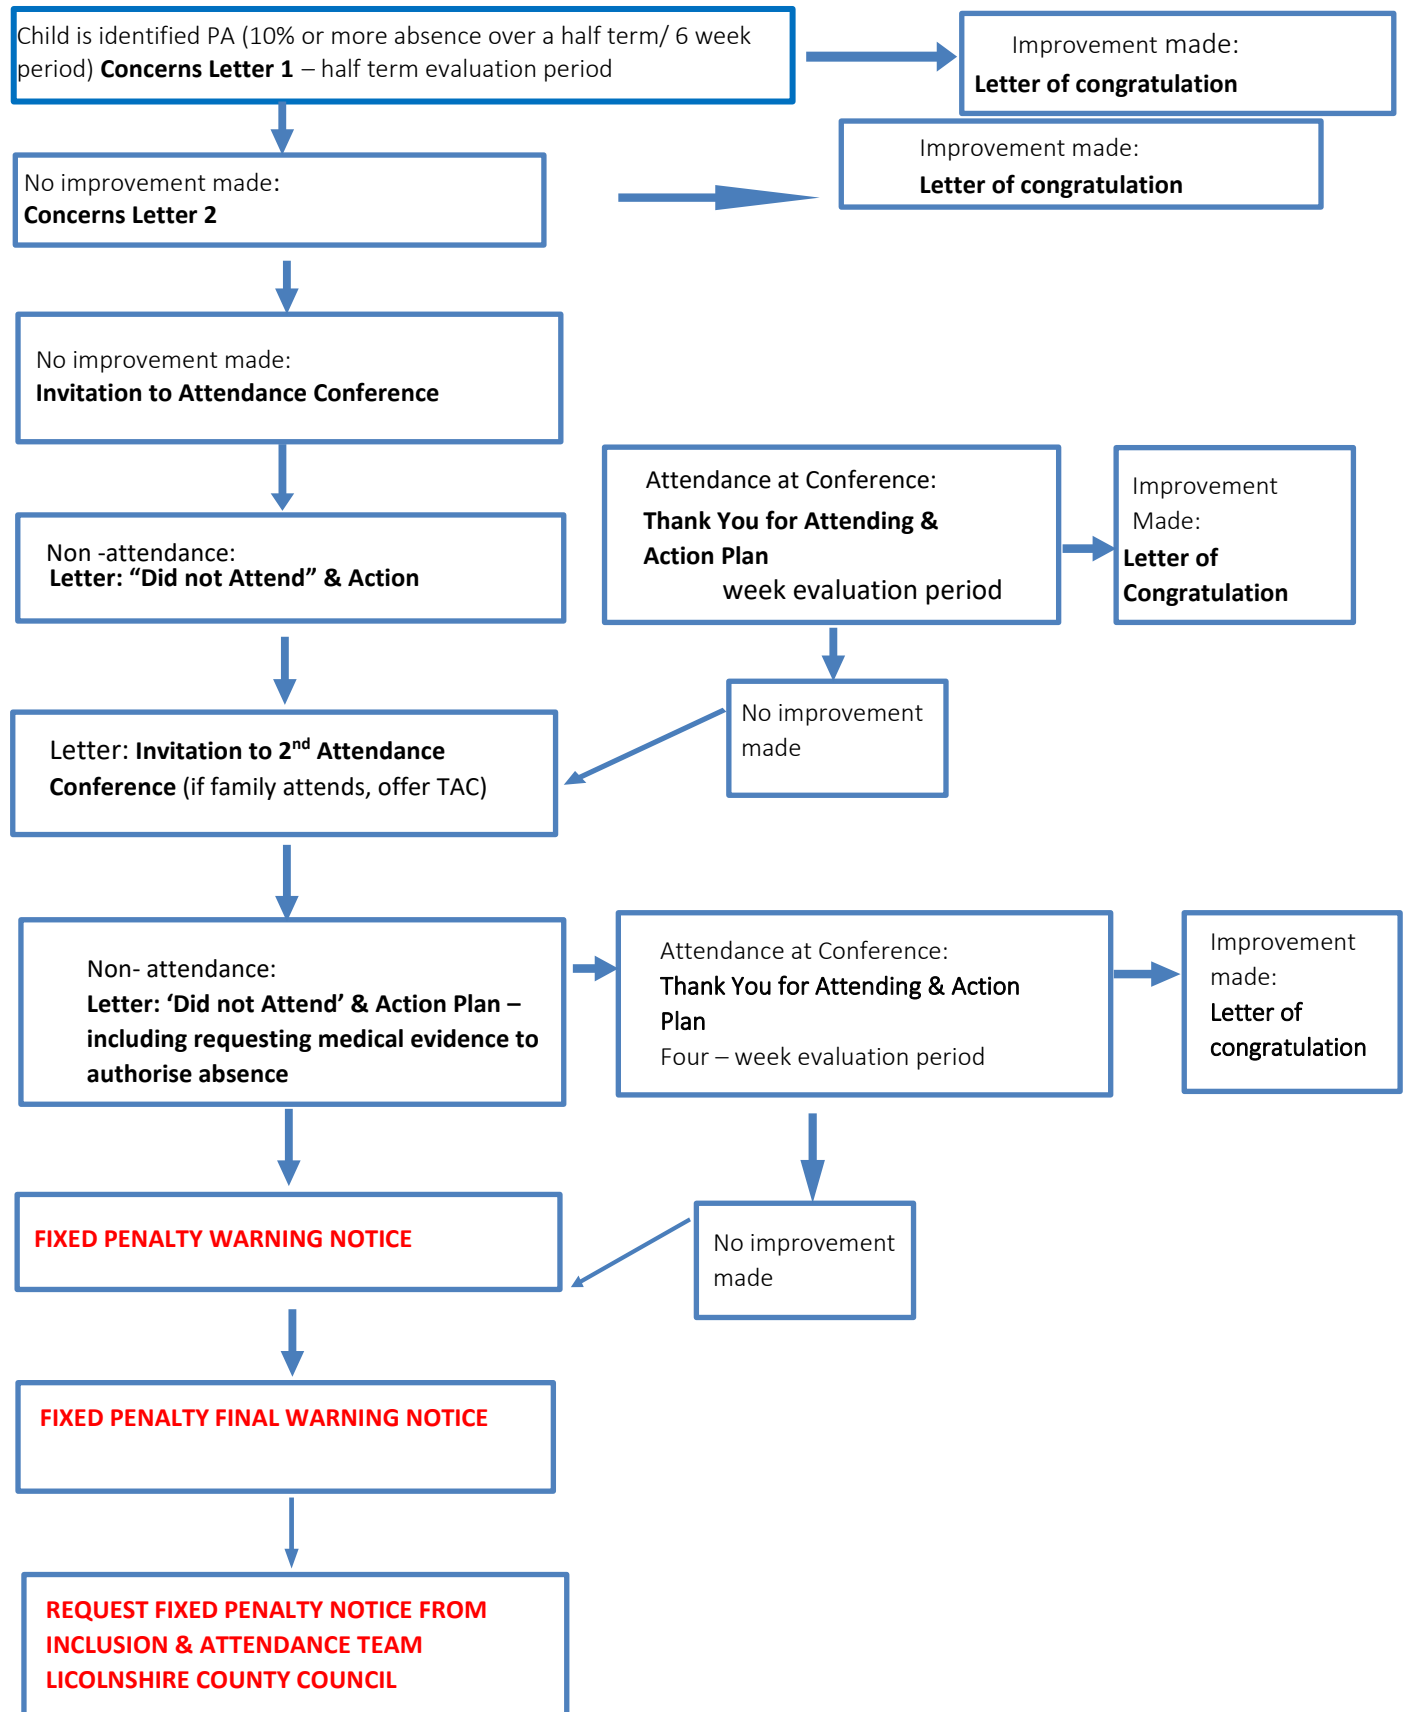 Child is identified PA (10% or more absence over a half term/ 6 week
period) Concerns Letter 1 – half term evaluation period
Improvement made:
Letter of congratulation
Improvement made:
Letter of congratulation
No improvement made:
Concerns Letter 2
No improvement made:
Invitation to Attendance Conference
Non -attendance:
Letter: “Did not Attend” & Action
Attendance at Conference:
Thank You for Attending &
Action Plan
week evaluation period
Improvement
Made:
Letter of
Congratulation
No improvement
made
Letter: Invitation to 2nd Attendance
Conference (if family attends, offer TAC)
Non- attendance:
Letter: ‘Did not Attend’ & Action Plan –
including requesting medical evidence to
authorise absence
Attendance at Conference:
Thank You for Attending & Action
Plan
Four – week evaluation period
Improvement
made:
Letter of
congratulation
FIXED PENALTY WARNING NOTICE
No improvement
made
FIXED PENALTY FINAL WARNING NOTICE
REQUEST FIXED PENALTY NOTICE FROM
INCLUSION & ATTENDANCE TEAM
LICOLNSHIRE COUNTY COUNCIL